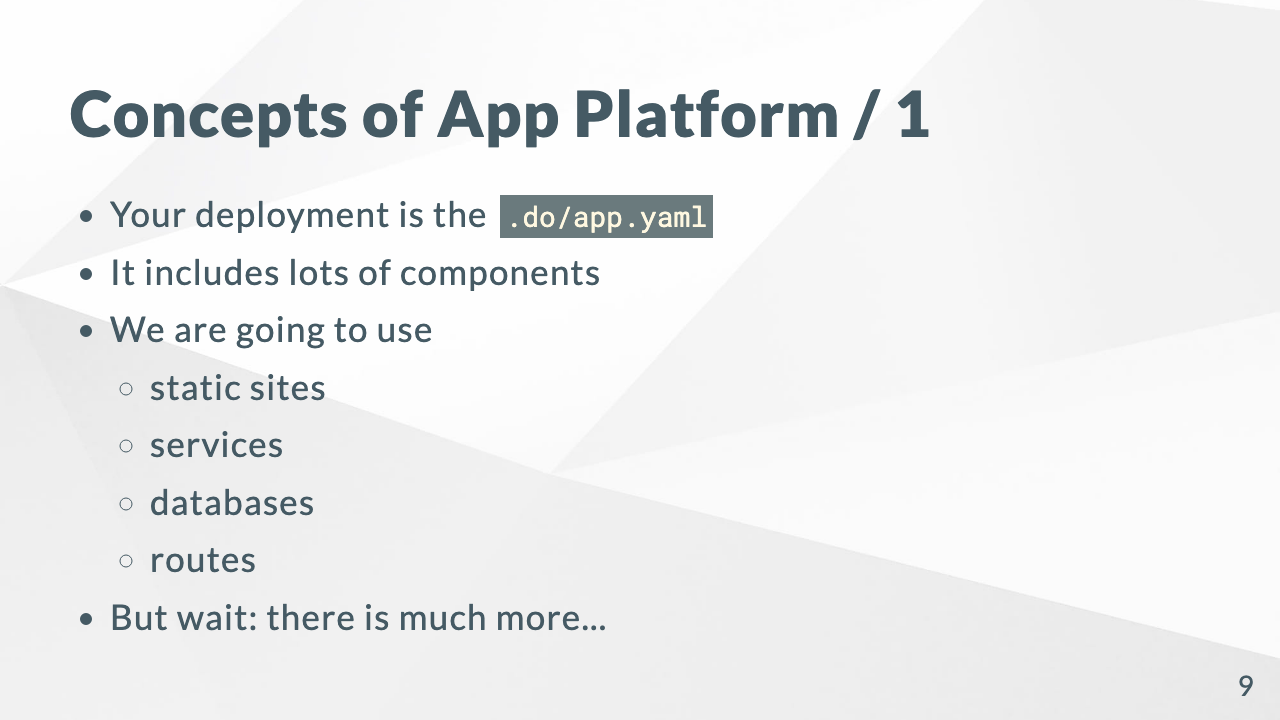 Concepts of App Platform / 1
• Your deployment is the .do/app.yaml
• It includes lots of components
• We are going to use
◦ static sites
◦ services
◦ databases
◦ routes
• But wait: there is much more...
9